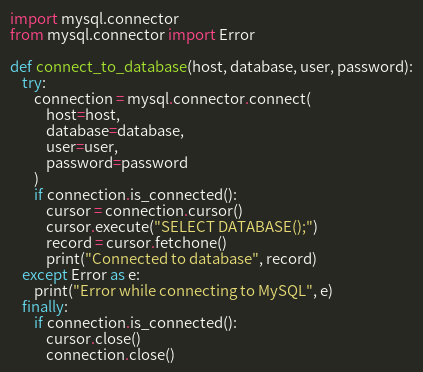 import mysql.connector
from mysql.connector import Error

def connect_to_database(host, database, user, password):
    try:
        connection = mysql.connector.connect(
            host=host,
            database=database,
            user=user,
            password=password
        )
        if connection.is_connected():
            cursor = connection.cursor()
            cursor.execute("SELECT DATABASE();")
            record = cursor.fetchone()
            print("Connected to database", record)
    except Error as e:
        print("Error while connecting to MySQL", e)
    finally:
        if connection.is_connected():
            cursor.close()
            connection.close()